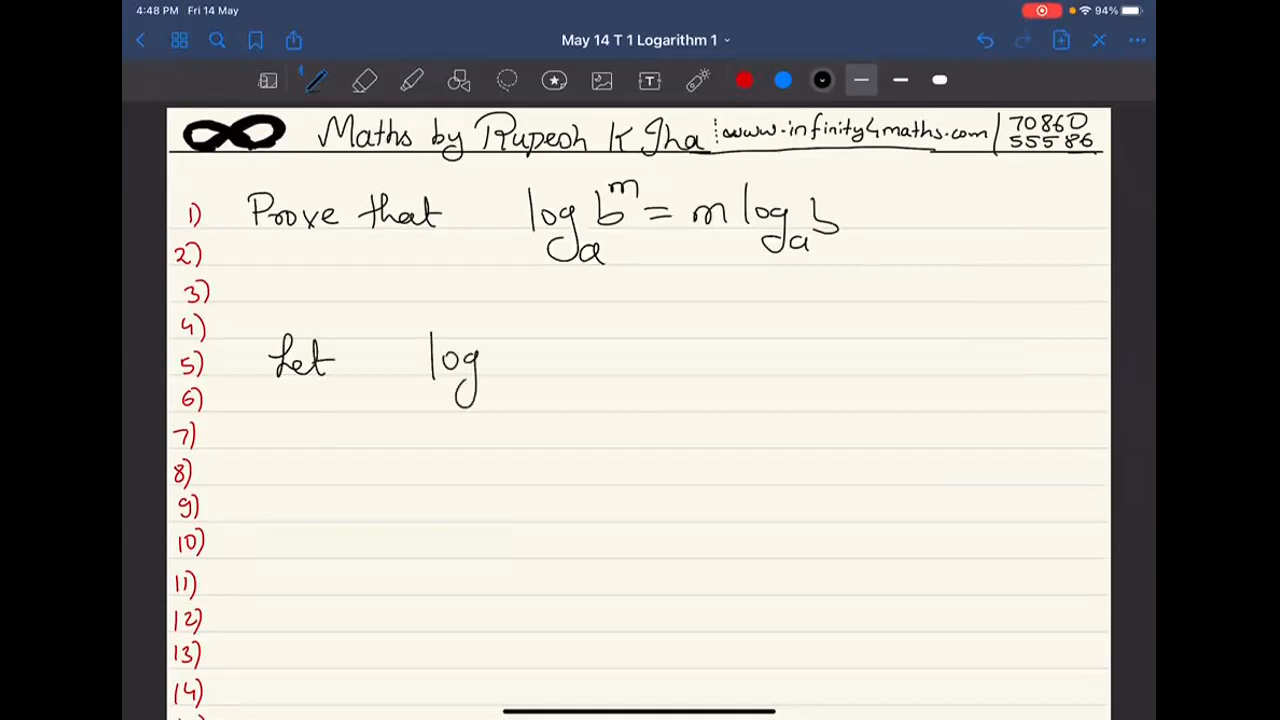 4:48 PM Fri 14 May 94%
May 14 T 1 Logarithm 1
T
∞ Maths by Rupesh K Jha www.infinity4maths.com 70860
55586
1) Prove that log_a b^m = m log_a b
2)
3)
4)
5) Let log
6)
7)
8)
9)
10)
11)
12)
13)
14)